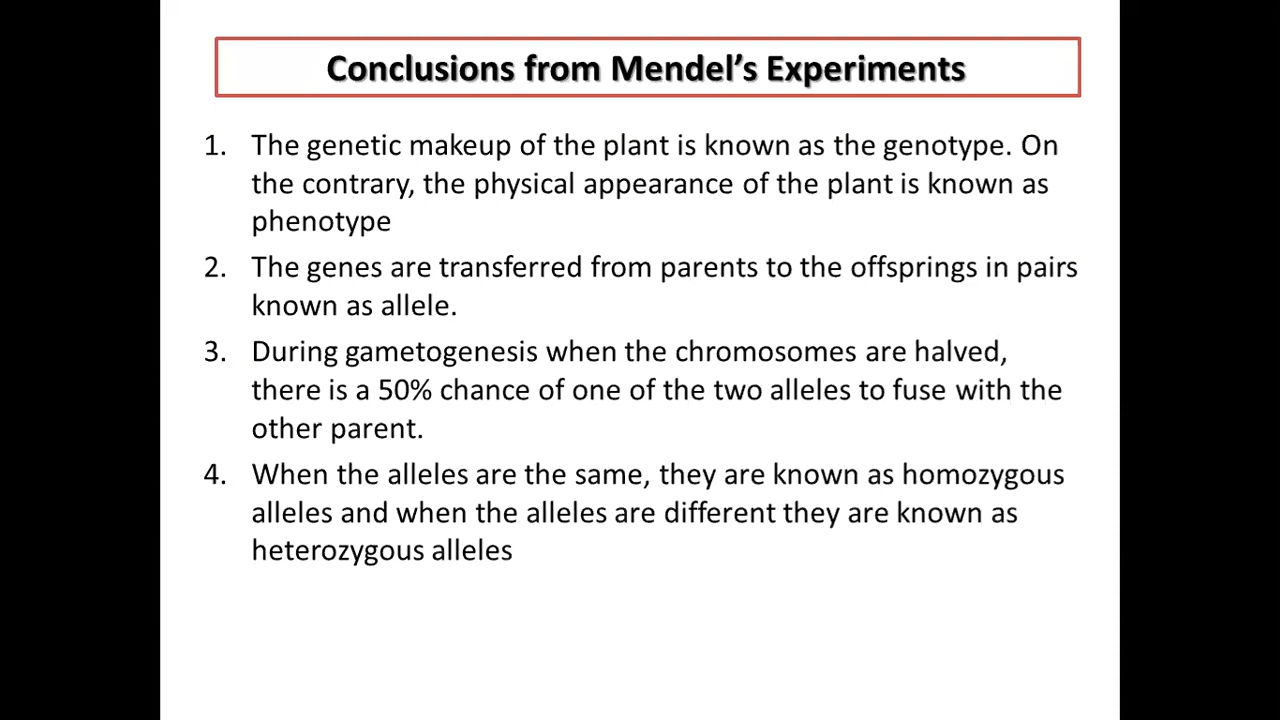 Conclusions from Mendel’s Experiments
1. The genetic makeup of the plant is known as the genotype. On
the contrary, the physical appearance of the plant is known as
phenotype
2. The genes are transferred from parents to the offsprings in pairs
known as allele.
3. During gametogenesis when the chromosomes are halved,
there is a 50% chance of one of the two alleles to fuse with the
other parent.
4. When the alleles are the same, they are known as homozygous
alleles and when the alleles are different they are known as
heterozygous alleles